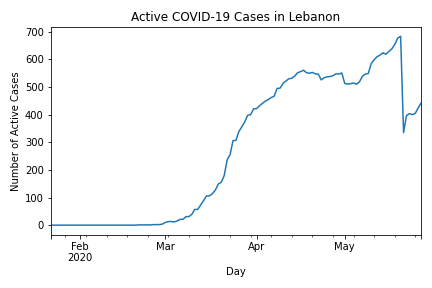 Active COVID-19 Cases in Lebanon
Number of Active Cases
700
600
500
400
300
200
100
0
Feb
2020
Mar
Apr
May
Day